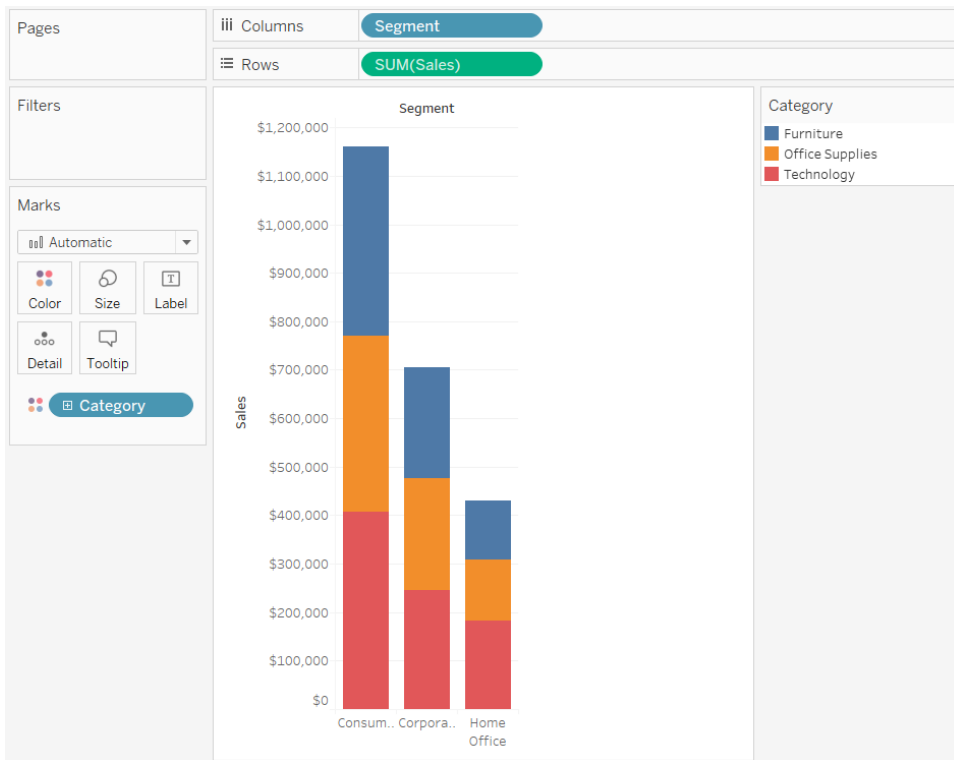 Pages
Columns
Segment
Rows
SUM(Sales)
Filters
Marks
Automatic
Color
Size
T
Label
Detail
Tooltip
Category
Segment
$1,200,000
$1,100,000
$1,000,000
$900,000
$800,000
$700,000
$600,000
$500,000
$400,000
$300,000
$200,000
$100,000
$0
Sales
Consum.. Corpora.. Home
Office
Category
Furniture
Office Supplies
Technology